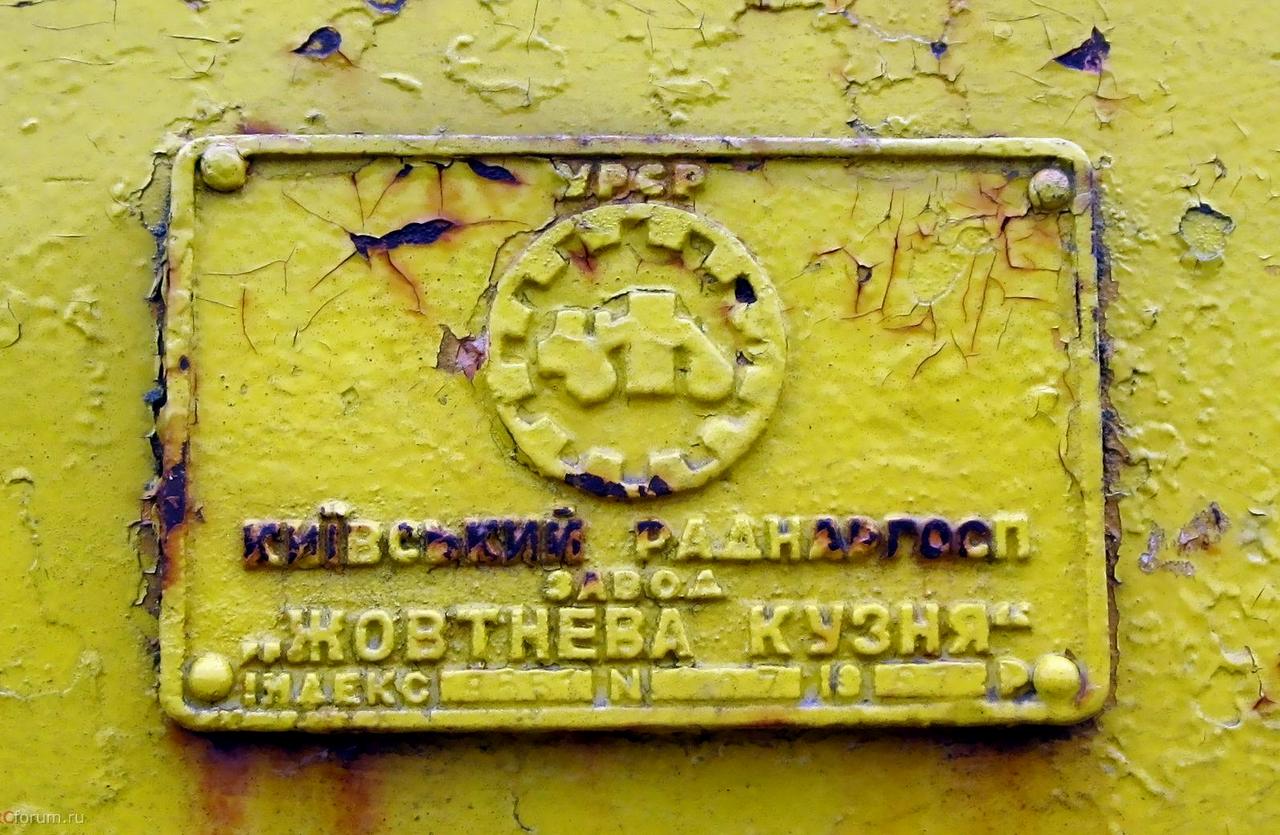 УРСР
КИЇВСЬКИЙ РАДНАРГОСП
ЗАВОД
„ЖОВТНЕВА КУЗНЯ“
ІНДЕКС N 19 Р
forum.ru